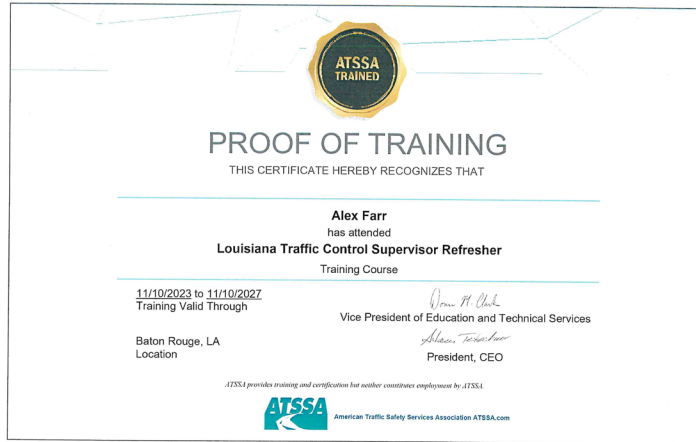 ATSSA
TRAINED
PROOF OF TRAINING
THIS CERTIFICATE HEREBY RECOGNIZES THAT
Alex Farr
has attended
Louisiana Traffic Control Supervisor Refresher
Training Course
11/10/2023 to 11/10/2027
Training Valid Through
Vice President of Education and Technical Services
Baton Rouge, LA
Location
President, CEO
ATSSA provides training and certification but neither constitutes employment by ATSSA.
ATSSA
American Traffic Safety Services Association ATSSA.com